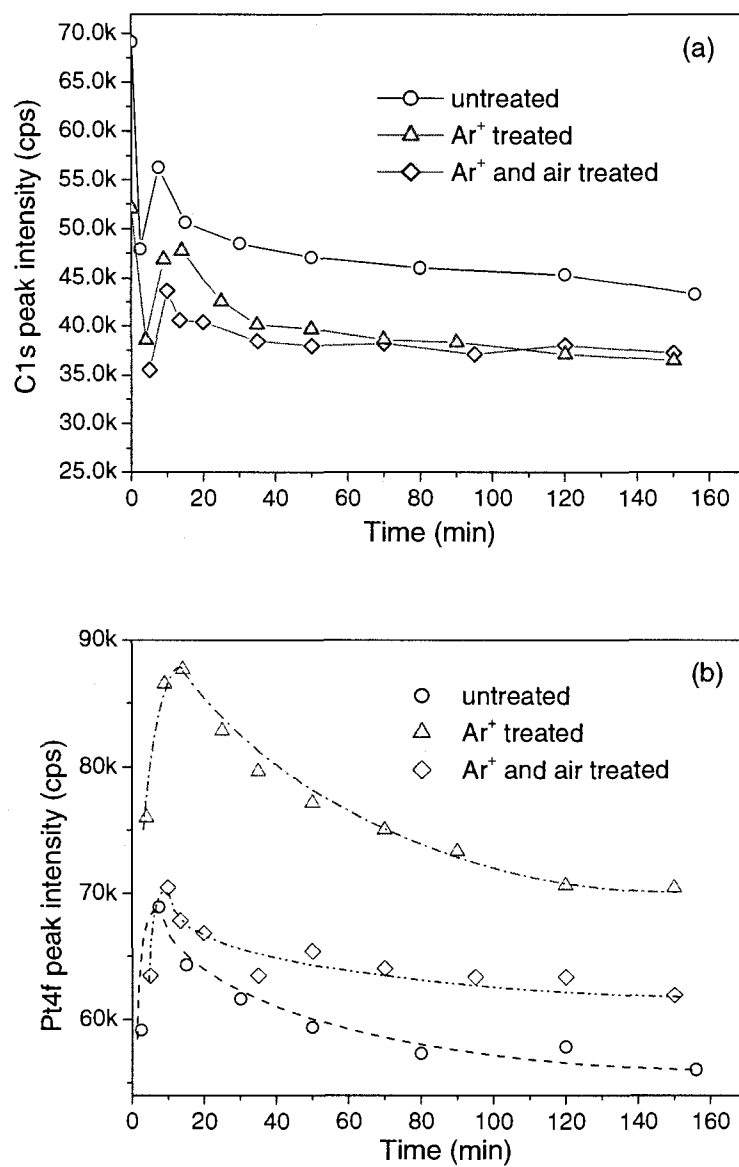 (a)
70.0k
65.0k
60.0k
55.0k
50.0k
45.0k
40.0k
35.0k
30.0k
25.0k
C1s peak intensity (cps)
untreated
Ar⁺ treated
Ar⁺ and air treated
0 20 40 60 80 100 120 140 160
Time (min)
(b)
90k
80k
70k
60k
Pt4f peak intensity (cps)
untreated
Ar⁺ treated
Ar⁺ and air treated
0 20 40 60 80 100 120 140 160
Time (min)